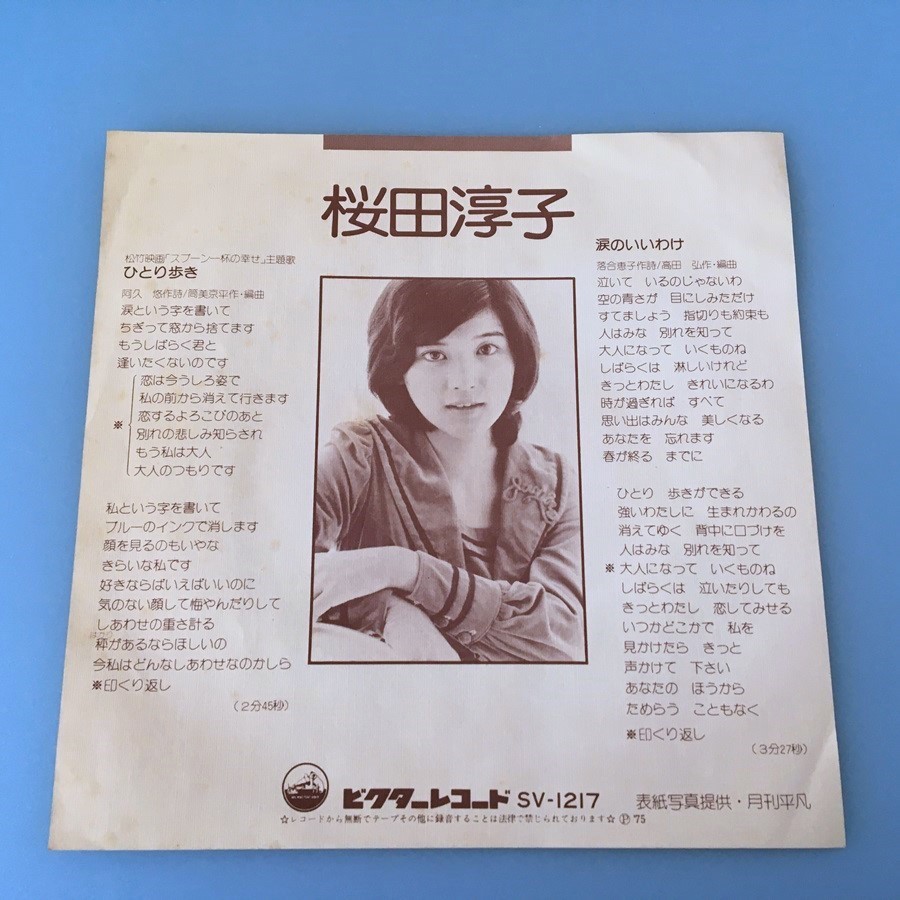 桜田淳子
松竹映画「スプーン一杯の幸せ」主題歌
ひとり歩き
阿久 悠作詩/筒美京平作・編曲
涙という字を書いて
ちぎって窓から捨てます
もうしばらく君と
逢いたくないのです
恋は今うしろ姿で
私の前から消えて行きます
恋するよろこびのあと
※ 別れの悲しみ知らされ
もう私は大人
大人のつもりです
私という字を書いて
ブルーのインクで消します
顔を見るのもいやな
きらいな私です
好きならばいえばいいのに
気のない顔して悔やんだりして
しあわせの重さ計る
秤があるならほしいの
今私はどんなしあわせなのかしら
※印くり返し
(2分45秒)
涙のいいわけ
落合恵子作詩/高田 弘作・編曲
泣いて いるのじゃないわ
空の青さが 目にしみただけ
すてましょう 指切りも約束も
人はみな 別れを知って
大人になって いくものね
しばらくは 淋しいけれど
きっとわたし きれいになるわ
時が過ぎれば すべて
思い出はみんな 美しくなる
あなたを 忘れます
春が終る までに
ひとり 歩きができる
強いわたしに 生まれかわるの
消えてゆく 背中に口づけを
人はみな 別れを知って
※大人になって いくものね
しばらくは 泣いたりしても
きっとわたし 恋してみせる
いつかどこかで 私を
見かけたら きっと
声かけて 下さい
あなたの ほうから
ためらう こともなく
※印くり返し
(3分27秒)
ビクターレコード SV-1217
表紙写真提供・月刊平凡
☆レコードから無断でテープその他に録音することは法律で禁じられております☆ Ⓟ75